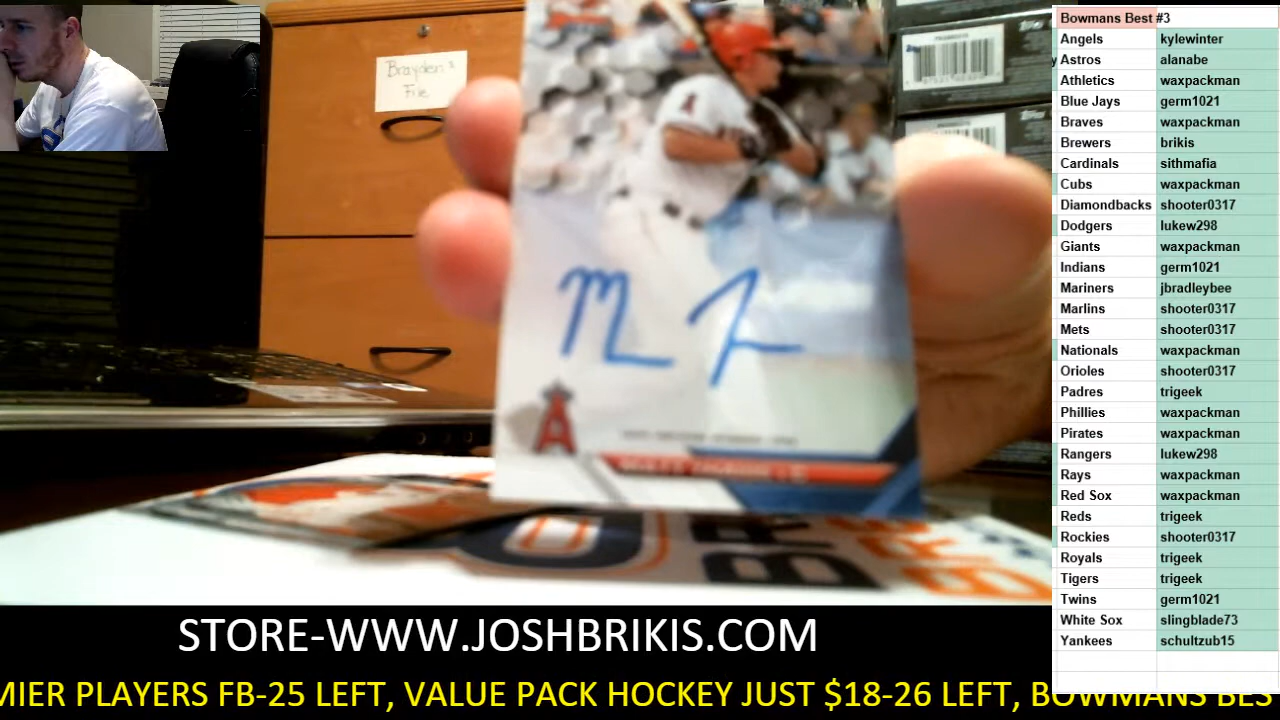 Brayden's
File
topps
A
A
Bowmans Best #3
Angels kylewinter
Astros alanabe
Athletics waxpackman
Blue Jays germ1021
Braves waxpackman
Brewers brikis
Cardinals sithmafia
Cubs waxpackman
Diamondbacks shooter0317
Dodgers lukew298
Giants waxpackman
Indians germ1021
Mariners jbradleybee
Marlins shooter0317
Mets shooter0317
Nationals waxpackman
Orioles shooter0317
Padres trigeek
Phillies waxpackman
Pirates waxpackman
Rangers lukew298
Rays waxpackman
Red Sox waxpackman
Reds trigeek
Rockies shooter0317
Royals trigeek
Tigers trigeek
Twins germ1021
White Sox slingblade73
Yankees schultzub15
STORE-WWW.JOSHBRIKIS.COM
MIER PLAYERS FB-25 LEFT, VALUE PACK HOCKEY JUST $18-26 LEFT, BOWMANS BES